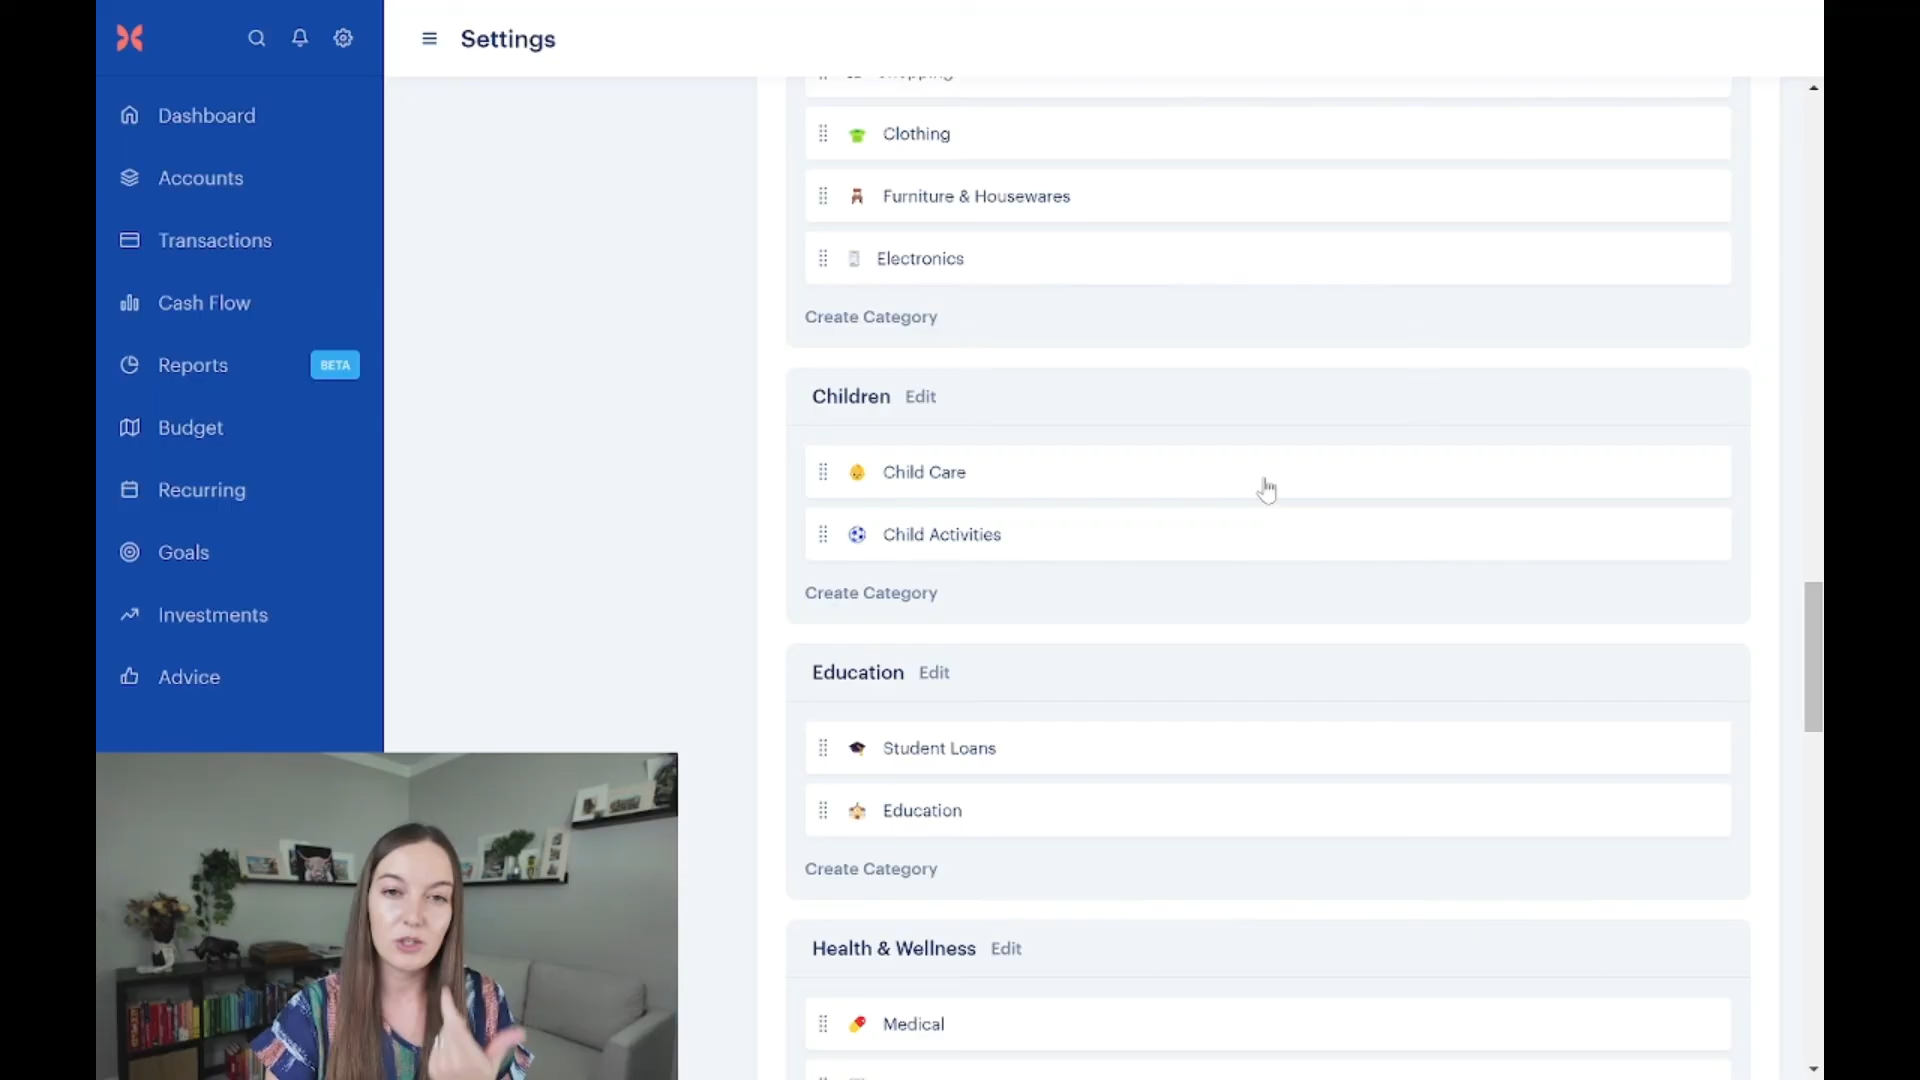 Settings
Dashboard
Accounts
Transactions
Cash Flow
Reports
BETA
Budget
Recurring
Goals
Investments
Advice
Shopping
Clothing
Furniture & Housewares
Electronics
Create Category
Children Edit
Child Care
Child Activities
Create Category
Education Edit
Student Loans
Education
Create Category
Health & Wellness Edit
Medical